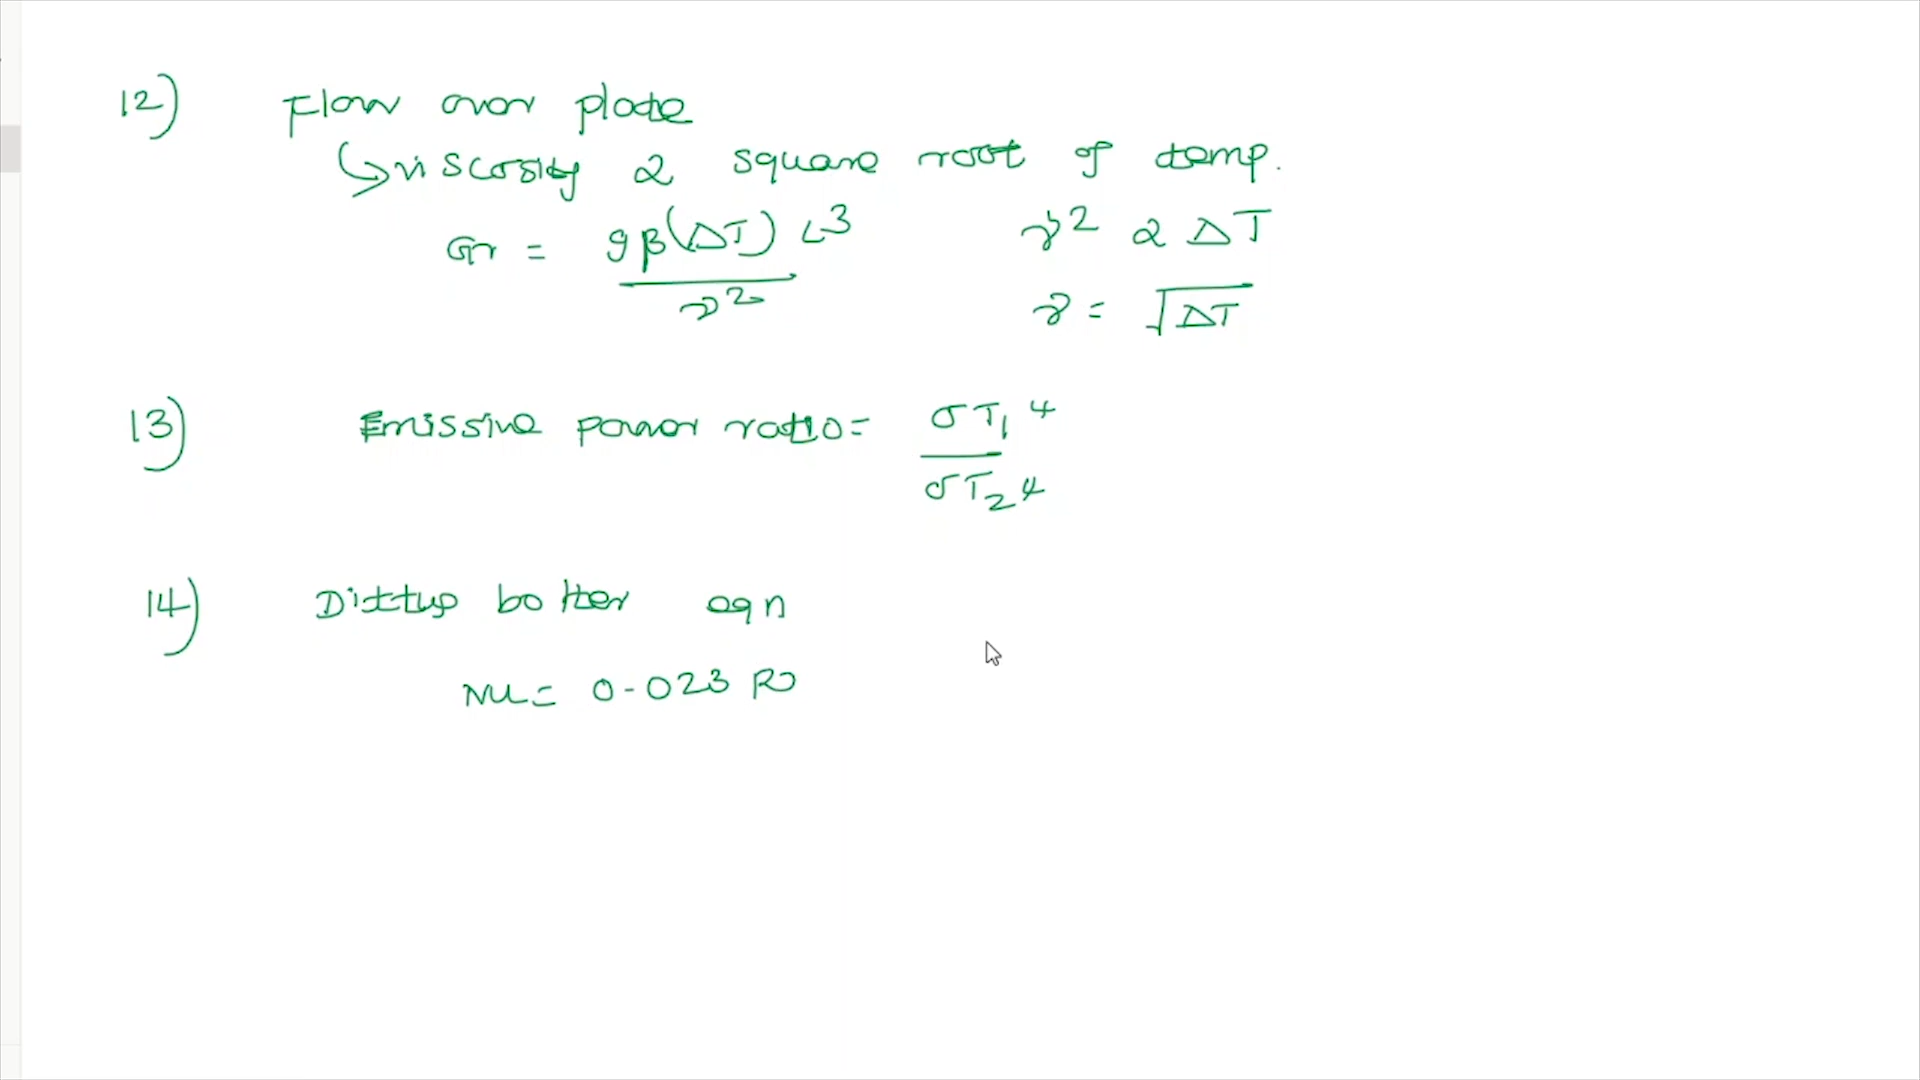 12) Flow over plate
↳ viscosity α square root of temp.
Gr = gβ(ΔT) L³ / ν²
ν² α ΔT
ν = √ΔT
13) Emissive power ratio = σT₁⁴ / σT₂⁴
14) Dittus bolter eqn
Nu = 0.023 Re